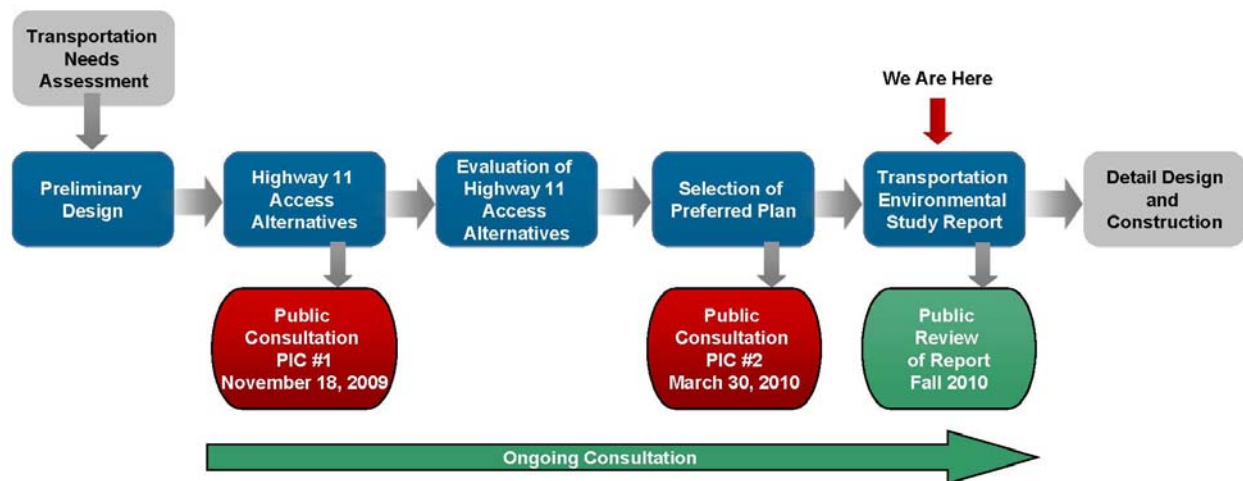 Transportation
Needs
Assessment
We Are Here
Preliminary
Design
Highway 11
Access
Alternatives
Evaluation of
Highway 11
Access
Alternatives
Selection of
Preferred Plan
Transportation
Environmental
Study Report
Detail Design
and
Construction
Public
Consultation
PIC #1
November 18, 2009
Public
Consultation
PIC #2
March 30, 2010
Public
Review
of Report
Fall 2010
Ongoing Consultation